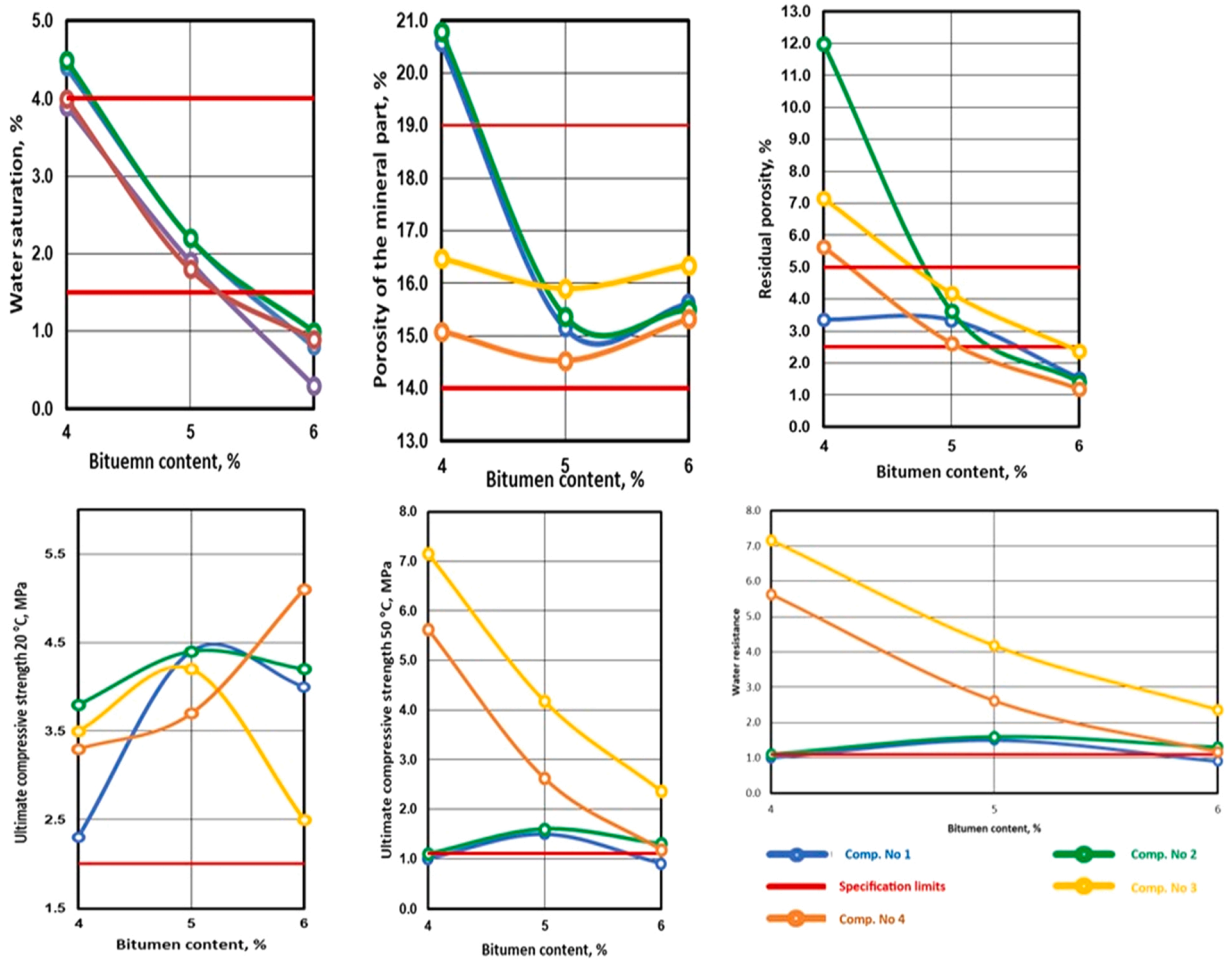 Water saturation, %
5.0
4.0
3.0
2.0
1.0
0.0
4 5 6
Bituemn content, %
Porosity of the mineral part, %
21.0
20.0
19.0
18.0
17.0
16.0
15.0
14.0
13.0
4 5 6
Bitumen content, %
Residual porosity, %
13.0
12.0
11.0
10.0
9.0
8.0
7.0
6.0
5.0
4.0
3.0
2.0
1.0
0.0
4 5 6
Bitumen content, %
Ultimate compressive strength 20 °C, MPa
5.5
4.5
3.5
2.5
1.5
4 5 6
Bitumen content, %
Ultimate compressive strength 50 °C, MPa
8.0
7.0
6.0
5.0
4.0
3.0
2.0
1.0
0.0
4 5 6
Bitumen content, %
Water resistance
8.0
7.0
6.0
5.0
4.0
3.0
2.0
1.0
0.0
4 5 6
Bitumen content, %
Comp. No 1
Comp. No 2
Specification limits
Comp. No 3
Comp. No 4